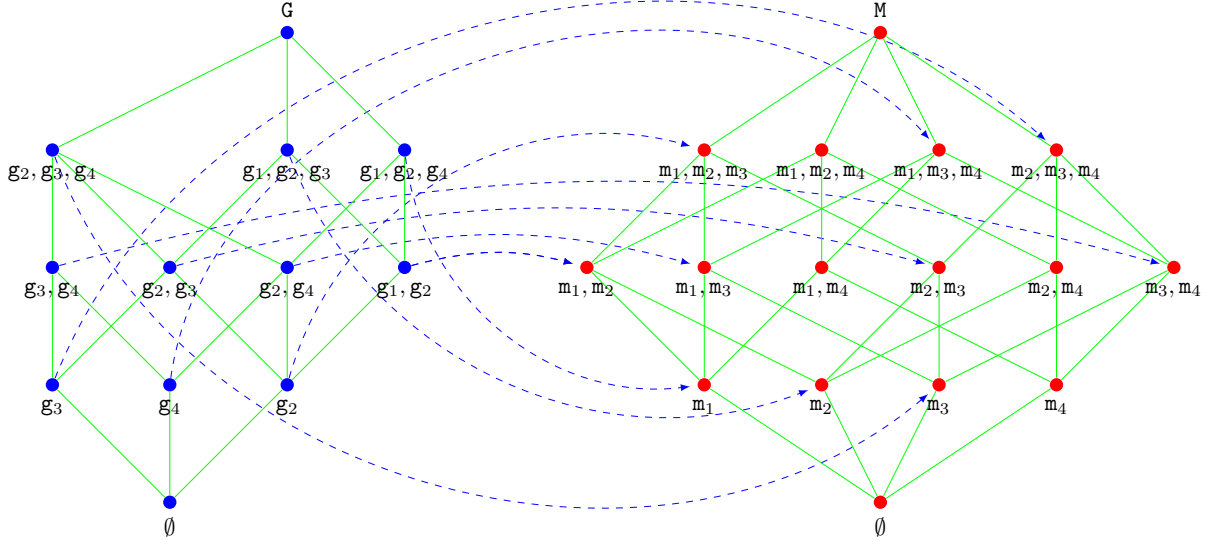 G M
g₂, g₃, g₄ g₁, g₂, g₃ g₁, g₂, g₄ m₁, m₂, m₃ m₁, m₂, m₄ m₁, m₃, m₄ m₂, m₃, m₄
g₃, g₄ g₂, g₃ g₂, g₄ g₁, g₂ m₁, m₂ m₁, m₃ m₁, m₄ m₂, m₃ m₂, m₄ m₃, m₄
g₃ g₄ g₂ m₁ m₂ m₃ m₄
∅ ∅